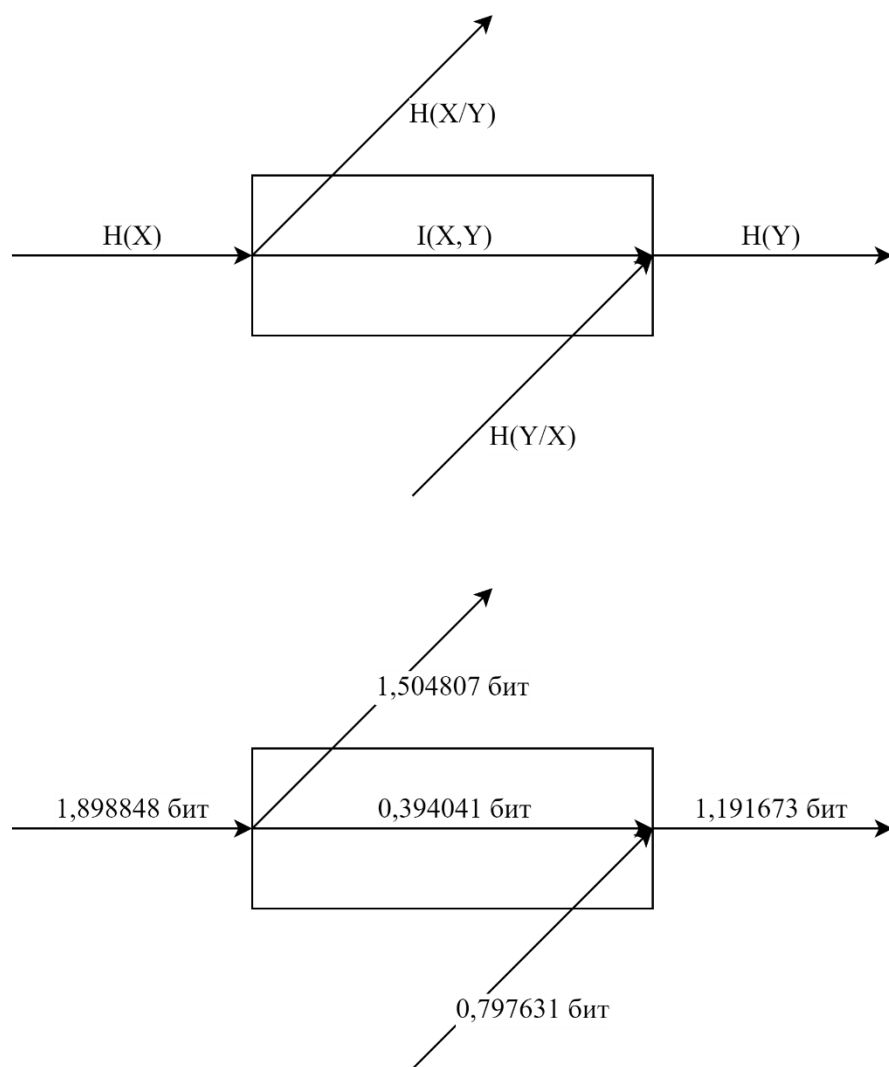 H(X/Y)
H(X)
I(X,Y)
H(Y)
H(Y/X)
1,504807 бит
1,898848 бит
0,394041 бит
1,191673 бит
0,797631 бит